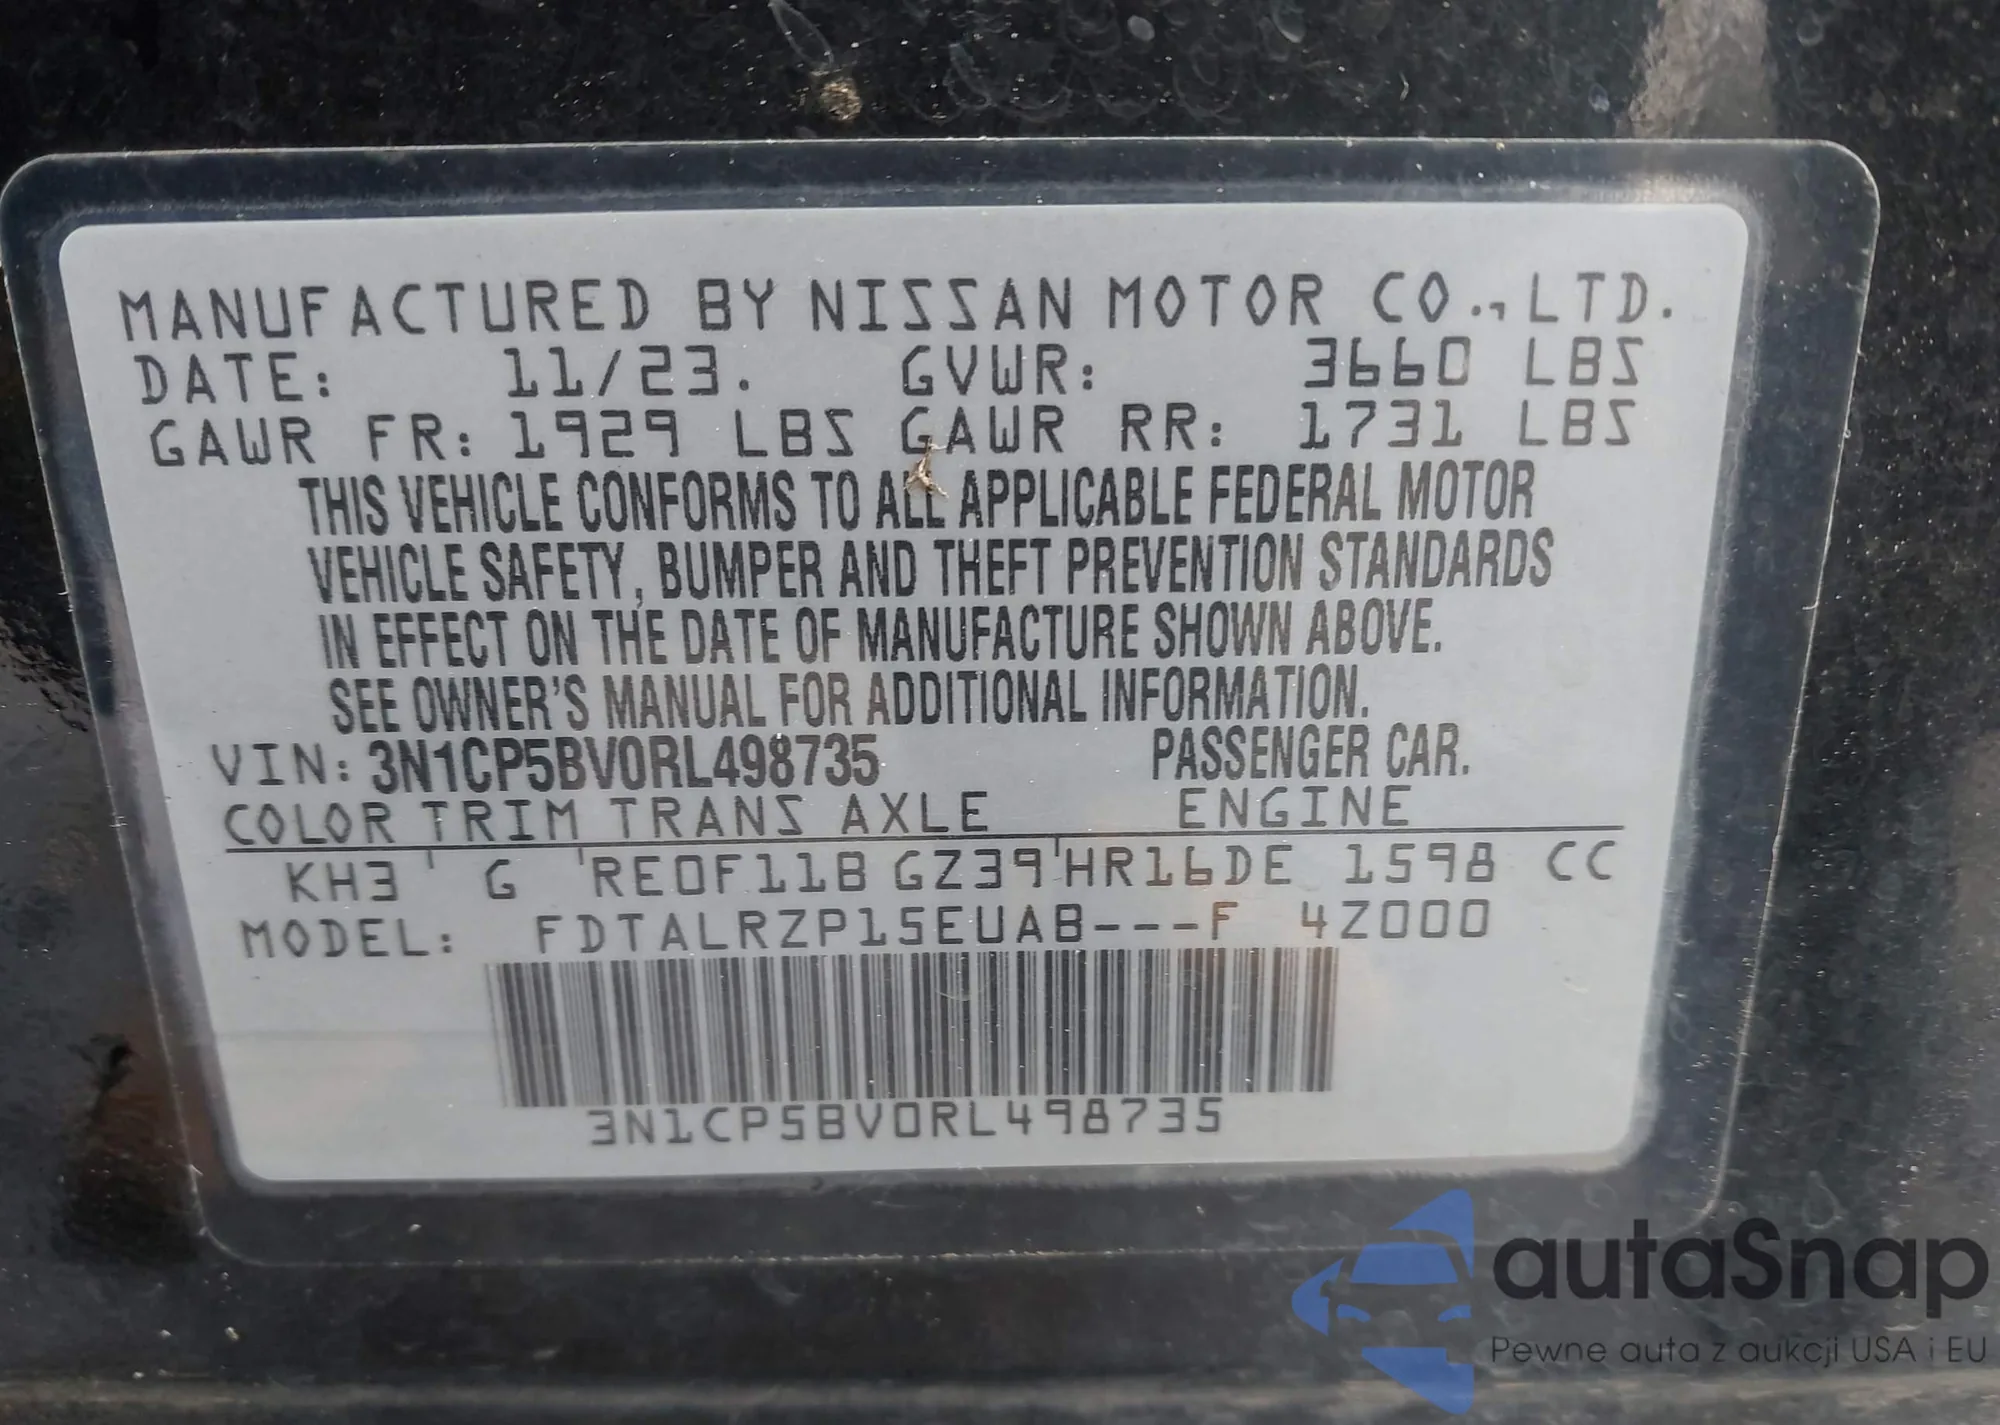 MANUFACTURED BY NISSAN MOTOR CO., LTD.
DATE: 11/23. GVWR: 3660 LBS
GAWR FR: 1929 LBS GAWR RR: 1731 LBS
THIS VEHICLE CONFORMS TO ALL APPLICABLE FEDERAL MOTOR
VEHICLE SAFETY, BUMPER AND THEFT PREVENTION STANDARDS
IN EFFECT ON THE DATE OF MANUFACTURE SHOWN ABOVE.
SEE OWNER'S MANUAL FOR ADDITIONAL INFORMATION.
VIN: 3N1CP5BV0RL498735 PASSENGER CAR.
COLOR TRIM TRANS AXLE ENGINE
KH3 ' G ' RE0F11B GZ39 ' HR16DE 1598 CC
MODEL: FDTALRZP15EUAB---F 4Z000
3N1CP5BV0RL498735
autaSnap
Pewne auta z aukcji USA i EU